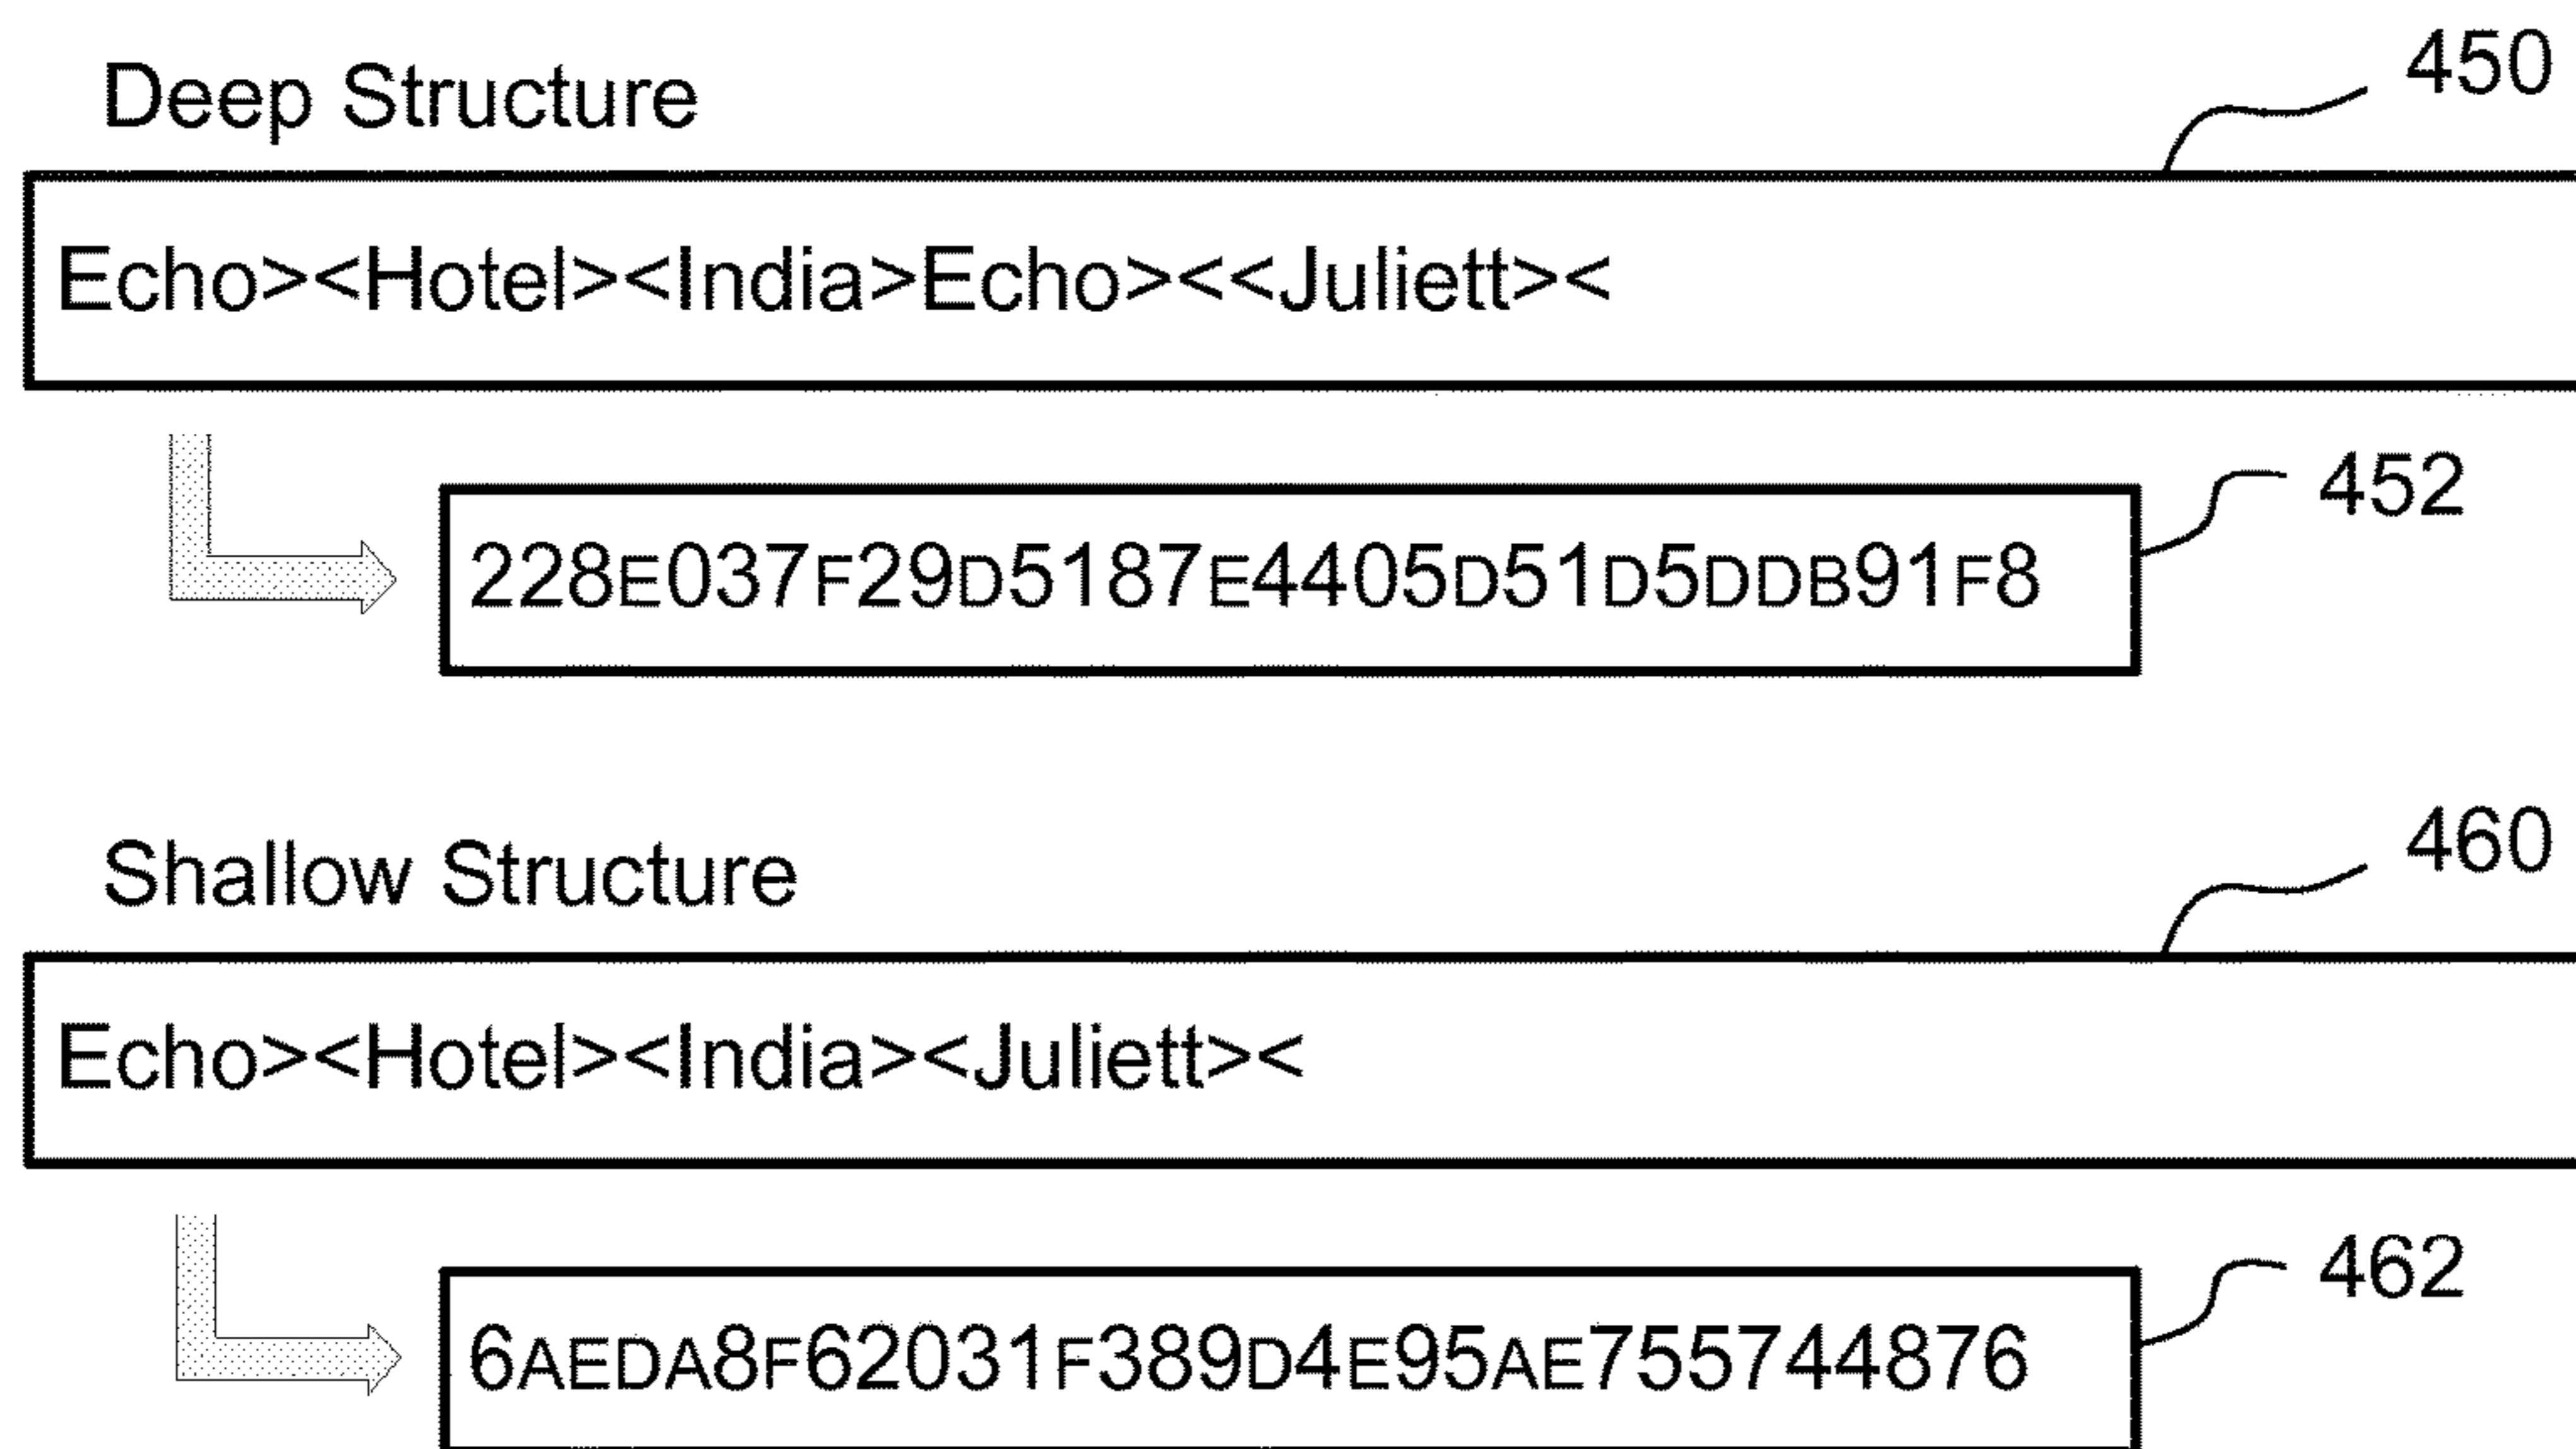 450
Deep Structure
Echo><Hotel><India>Echo><<Juliett><
452
228E037F29D5187E4405D51D5DDB91F8
460
Shallow Structure
Echo><Hotel><India><Juliett><
462
6AEDA8F62031F389D4E95AE755744876